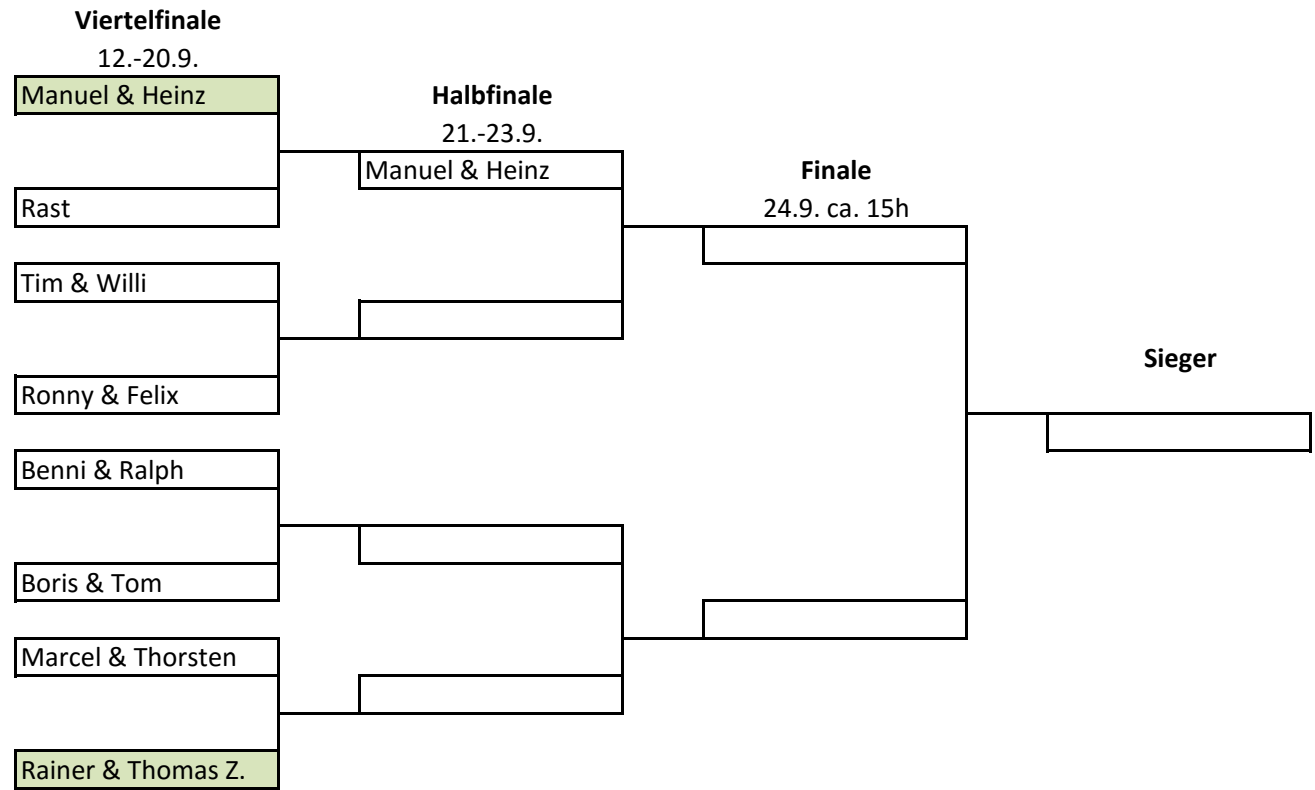 Viertelfinale
12.-20.9.
Manuel & Heinz
Halbfinale
21.-23.9.
Manuel & Heinz
Finale
24.9. ca. 15h
Rast
Tim & Willi
Ronny & Felix
Sieger
Benni & Ralph
Boris & Tom
Marcel & Thorsten
Rainer & Thomas Z.